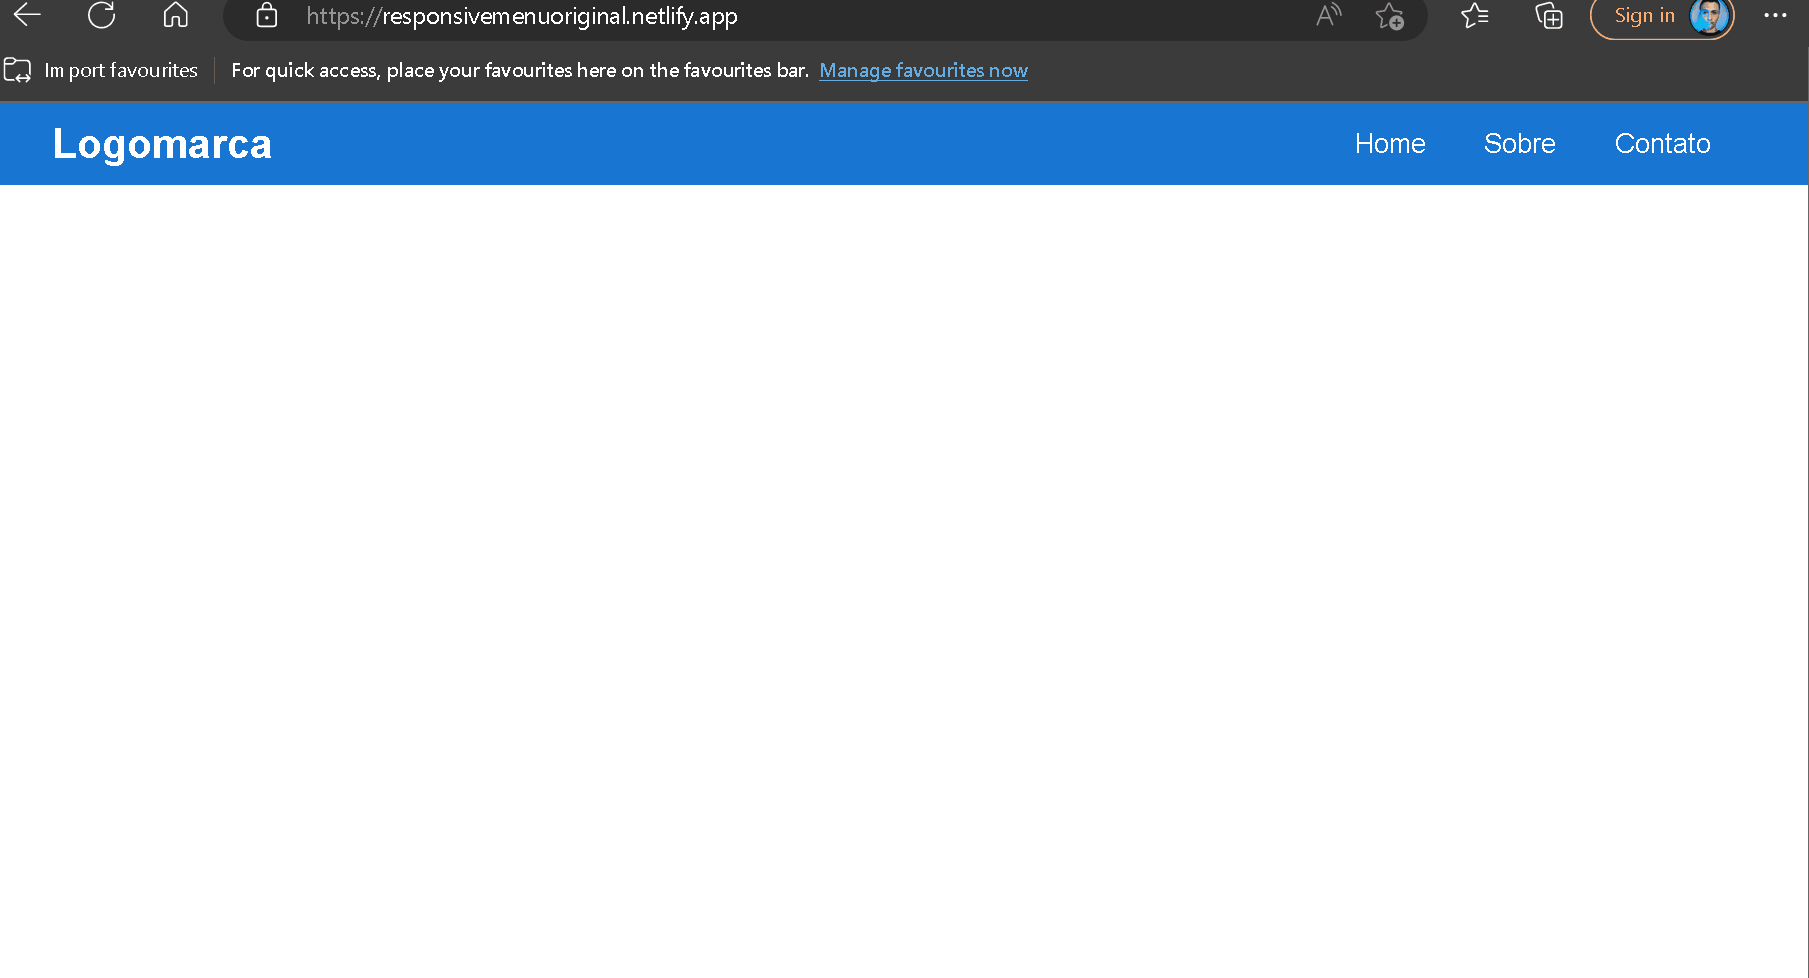 https://responsivemenuoriginal.netlify.app Sign in
Import favourites For quick access, place your favourites here on the favourites bar. Manage favourites now
Logomarca Home Sobre Contato